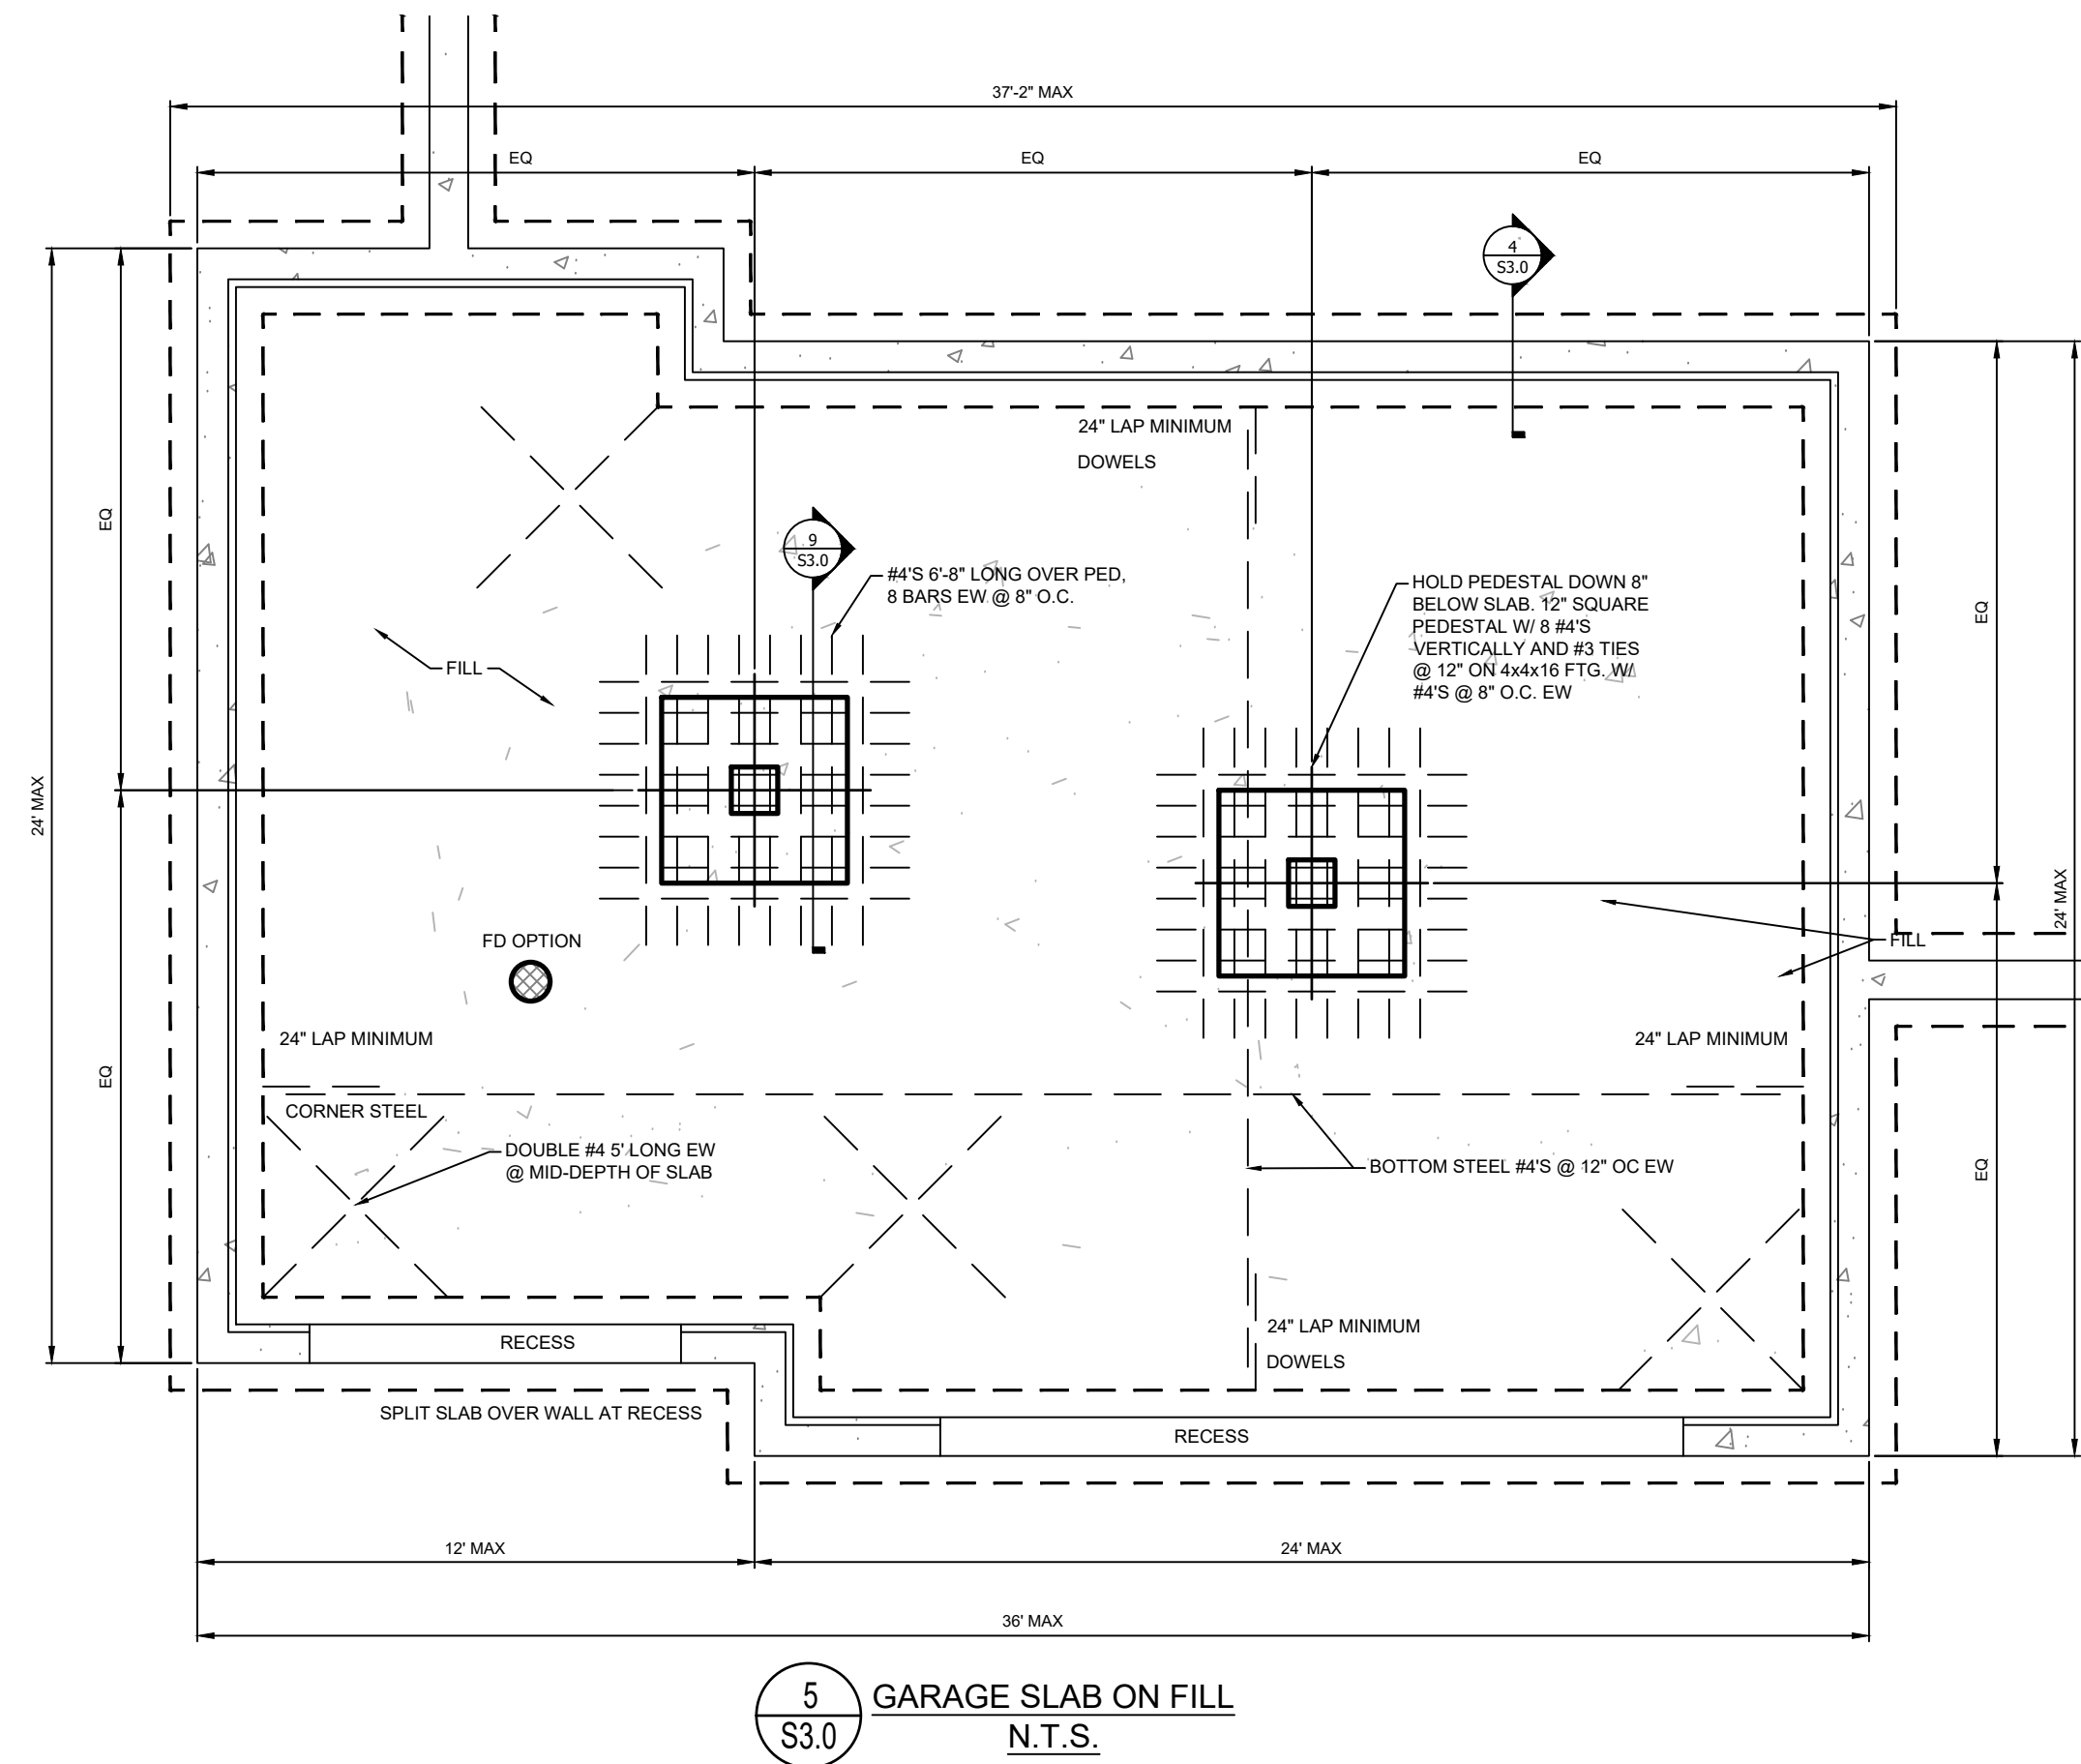 37'-2" MAX
EQ
EQ
EQ
4
S3.0
24" LAP MINIMUM
DOWELS
9
S3.0
#4'S 6'-8" LONG OVER PED,
8 BARS EW @ 8" O.C.
HOLD PEDESTAL DOWN 8"
BELOW SLAB. 12" SQUARE
PEDESTAL W/ 8 #4'S
VERTICALLY AND #3 TIES
@ 12" ON 4x4x16 FTG. W/
#4'S @ 8" O.C. EW
EQ
EQ
FILL
24' MAX
24' MAX
FILL
FD OPTION
24" LAP MINIMUM
24" LAP MINIMUM
EQ
EQ
CORNER STEEL
DOUBLE #4 5' LONG EW
@ MID-DEPTH OF SLAB
BOTTOM STEEL #4'S @ 12" OC EW
24" LAP MINIMUM
DOWELS
RECESS
SPLIT SLAB OVER WALL AT RECESS
RECESS
12' MAX
24' MAX
36' MAX
5
S3.0
GARAGE SLAB ON FILL
N.T.S.